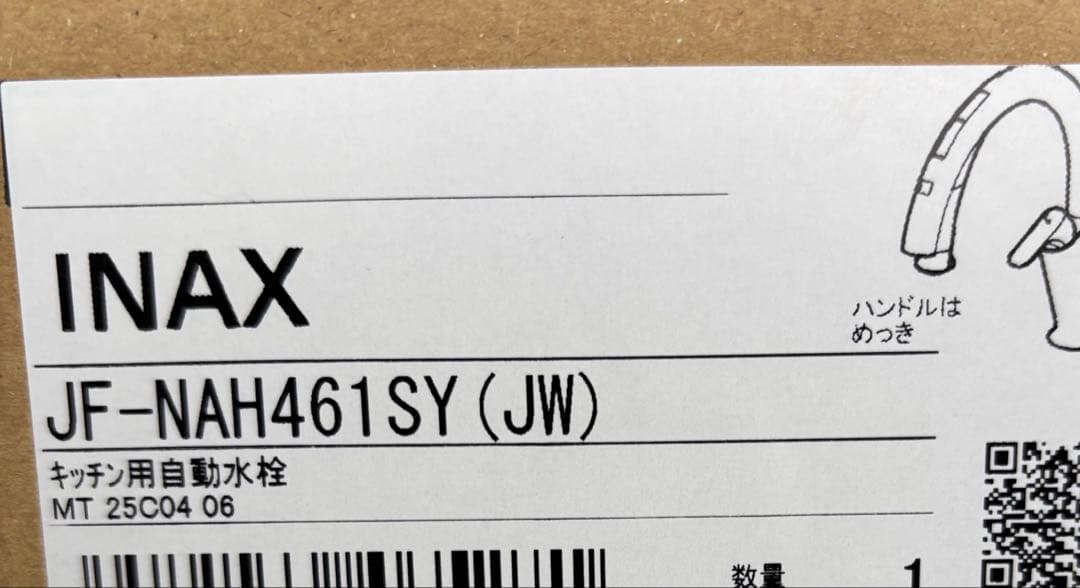 INAX
ハンドルは
めっき
JF-NAH461SY(JW)
キッチン用自動水栓
MT 25C04 06
数量 1